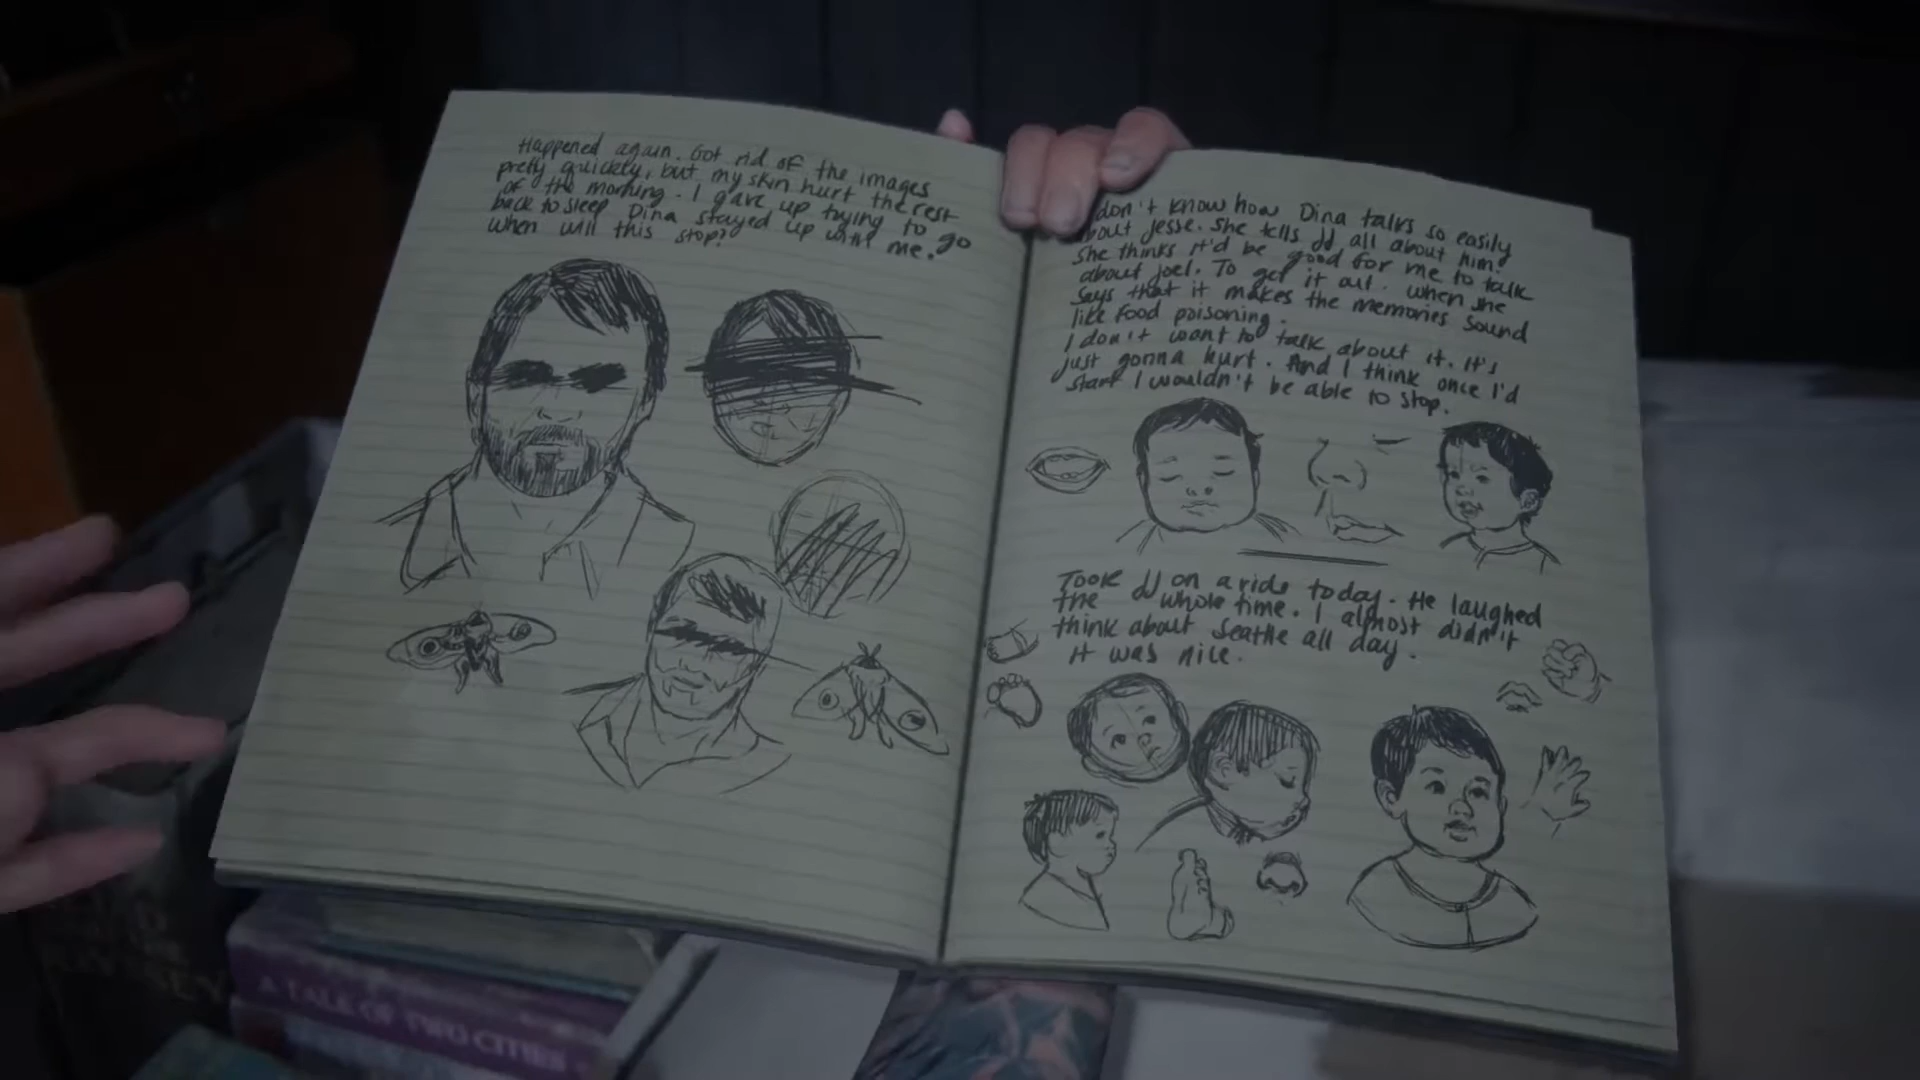 Happened again. Got rid of the images
pretty quickly, but my skin hurt the rest
of the morning. I gave up trying to go
back to sleep Dina stayed up with me.
When will this stop?
don't know how Dina talks so easily
about Jesse. She tells JJ all about him.
She thinks it'd be good for me to talk
about Joel. To get it out. When she
says that it makes the memories sound
like food poisoning.
I don't want to talk about it. It's
just gonna hurt. And I think once I'd
start I wouldn't be able to stop.
Took JJ on a ride today. He laughed
the whole time. I almost didn't
think about Seattle all day.
It was nice.
A TALE OF TWO CITIES